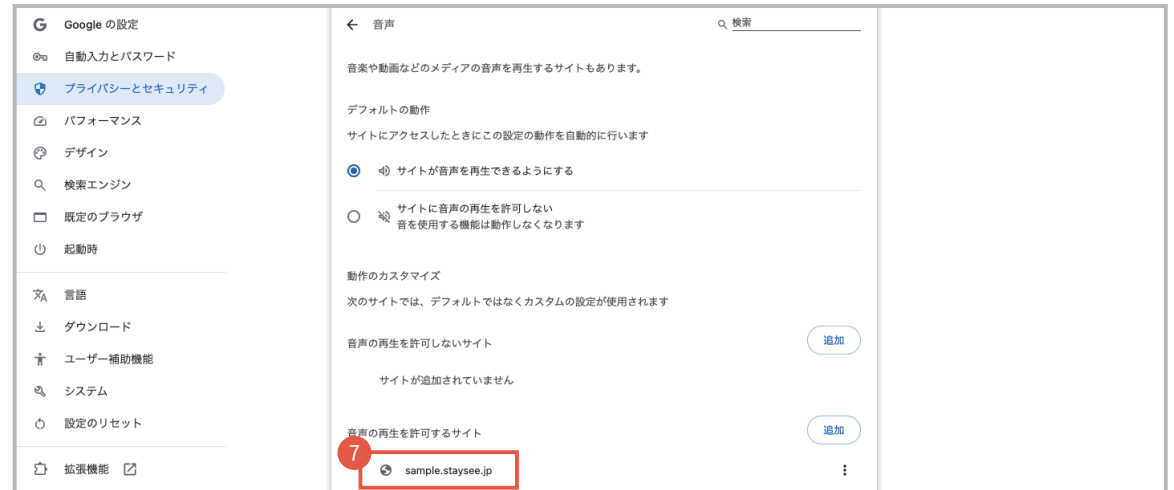 Google の設定
自動入力とパスワード
プライバシーとセキュリティ
パフォーマンス
デザイン
検索エンジン
既定のブラウザ
起動時
言語
ダウンロード
ユーザー補助機能
システム
設定のリセット
拡張機能
音声
検索
音楽や動画などのメディアの音声を再生するサイトもあります。
デフォルトの動作
サイトにアクセスしたときにこの設定の動作を自動的に行います
サイトが音声を再生できるようにする
サイトに音声の再生を許可しない
音を使用する機能は動作しなくなります
動作のカスタマイズ
次のサイトでは、デフォルトではなくカスタムの設定が使用されます
音声の再生を許可しないサイト
追加
サイトが追加されていません
音声の再生を許可するサイト
追加
7
sample.staysee.jp